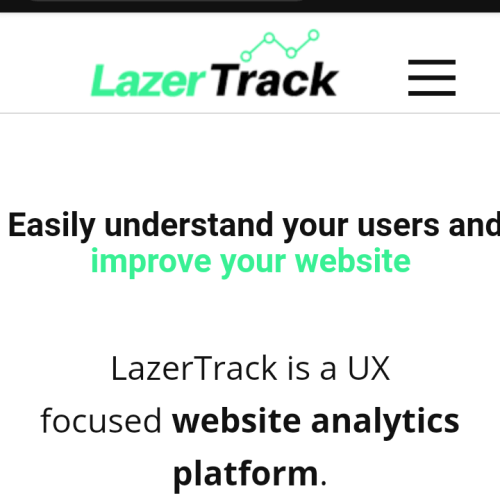 LazerTrack
Easily understand your users and
improve your website
LazerTrack is a UX
focused website analytics
platform.